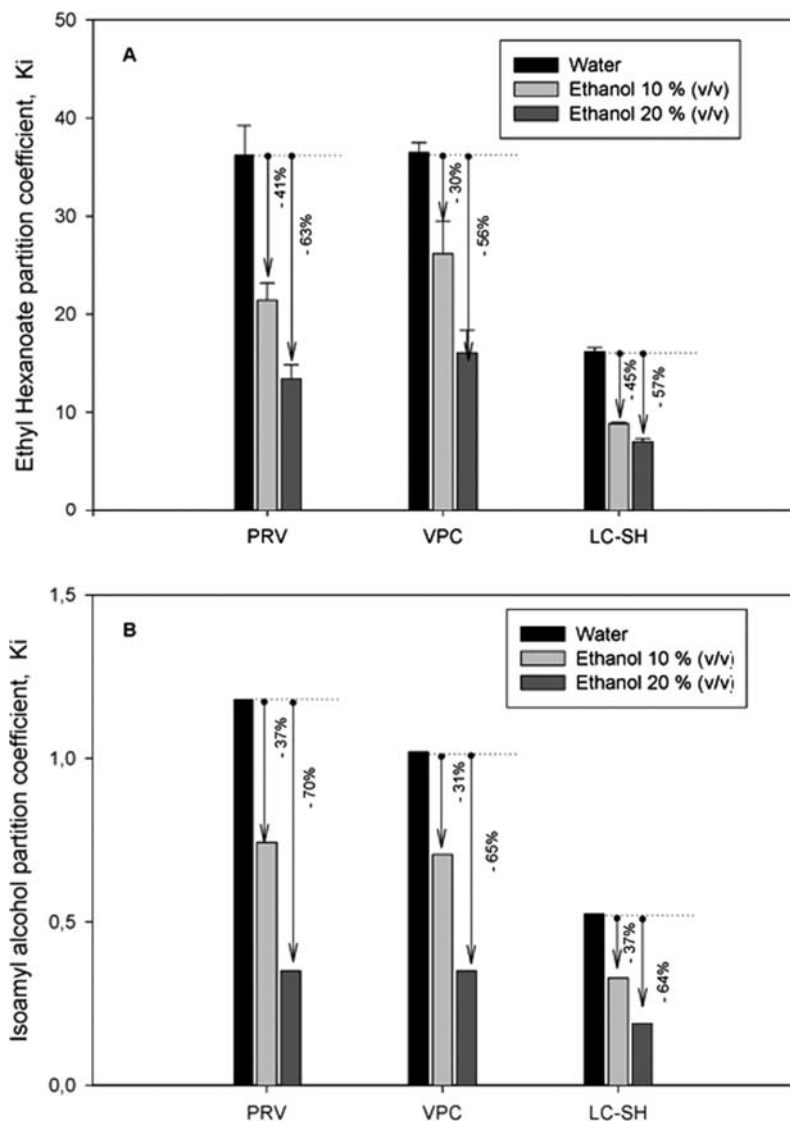 50
40
30
20
10
0
Ethyl Hexanoate partition coefficient, Ki
A
Water
Ethanol 10 % (v/v)
Ethanol 20 % (v/v)
- 41%
- 63%
- 30%
- 56%
- 45%
- 57%
PRV VPC LC-SH
1,5
1,0
0,5
0,0
Isoamyl alcohol partition coefficient, Ki
B
Water
Ethanol 10 % (v/v)
Ethanol 20 % (v/v)
- 37%
- 70%
- 31%
- 65%
- 37%
- 64%
PRV VPC LC-SH